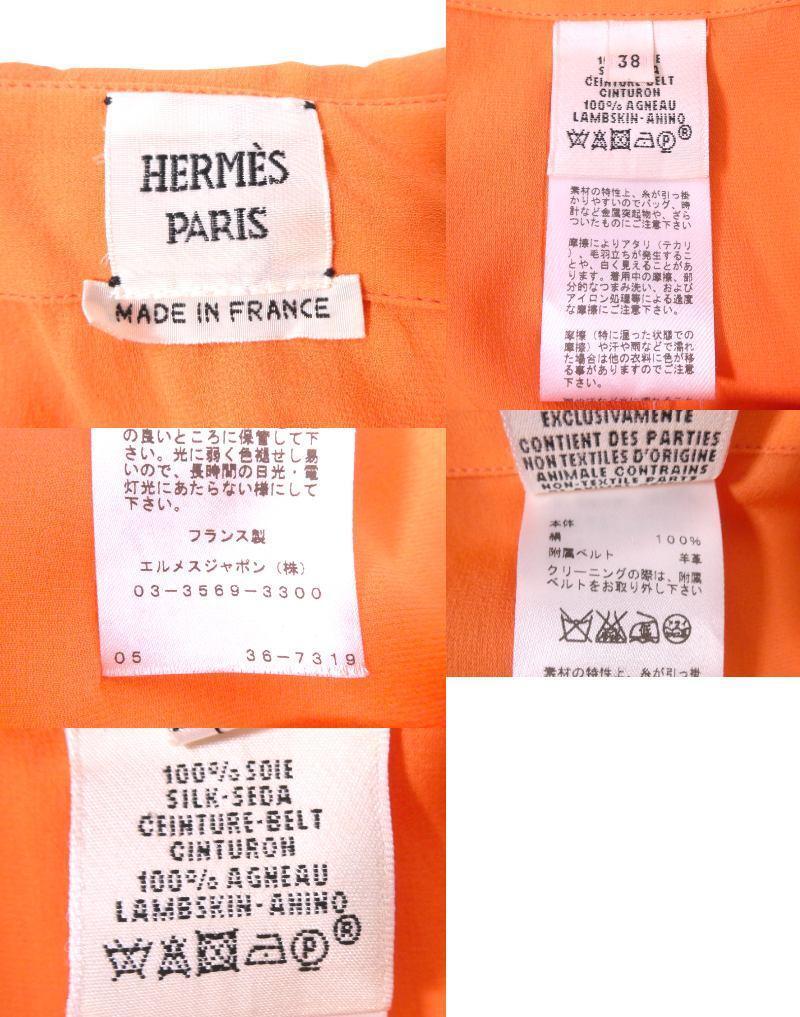 HERMÈS
PARIS
MADE IN FRANCE
38
CEINTURE-BELT
CINTURON
100% AGNEAU
LAMBSKIN-ANINO
P
R
素材の特性上、糸が引っ掛
かりやすいのでバッグ、時
計など金属突起物や、ざら
ついたものにご注意下さい
摩擦によりアタリ（テカリ
）、毛羽立ちが発生するこ
とや、白く見えることがあ
ります。着用中の摩擦、部
分的なつまみ洗い、および
アイロン処理等による過度
な摩擦にご注意下さい。
摩擦（特に湿った状態での
摩擦）や汗や雨などで濡れ
た場合は他の衣料に色が移
る事がありますのでご注意
下さい。
の良いところに保管して下
さい。光に弱く色褪せし易
いので、長時間の日光・電
灯光にあたらない様にして
下さい。
フランス製
エルメスジャポン（株）
03-3569-3300
05 36-7319
EXCLUSIVAMENTE
CONTIENT DES PARTIES
NON TEXTILES D'ORIGINE
ANIMALE CONTAINS
NON-TEXTILE PARTS
本体
絹 100%
附属ベルト 羊革
クリーニングの際は、附属
ベルトをお取り外し下さい
素材の特性上、糸が引っ掛
100% SOIE
SILK-SEDA
CEINTURE-BELT
CINTURON
100% AGNEAU
LAMBSKIN-ANINO
P
R